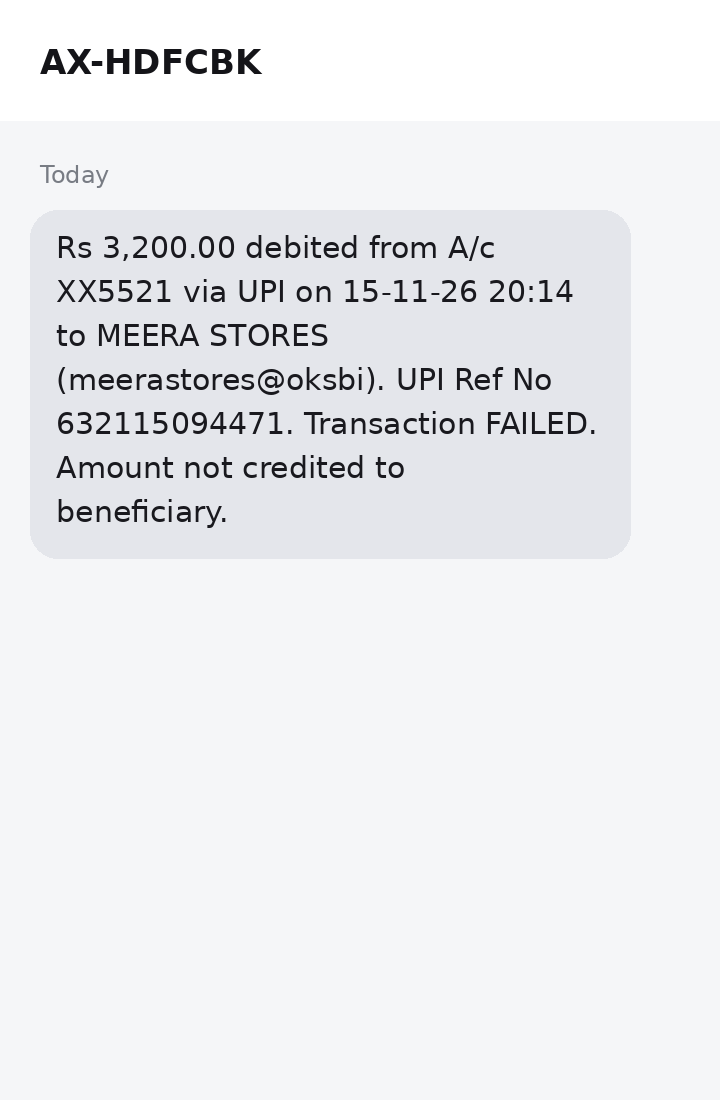 AX-HDFCBK
Today
Rs 3,200.00 debited from A/c
XX5521 via UPI on 15-11-26 20:14
to MEERA STORES
(meerastores@oksbi). UPI Ref No
632115094471. Transaction FAILED.
Amount not credited to
beneficiary.